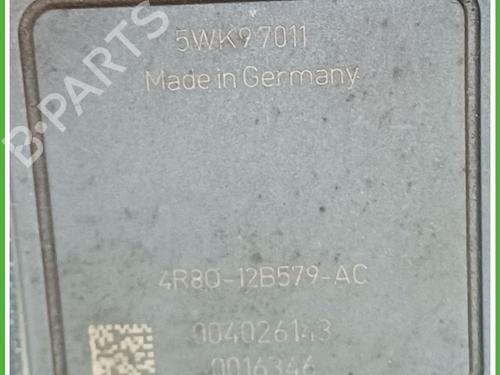 B-PARTS
5WK97011
Made in Germany
4R8Q-12B579-AC
004026143
0016346